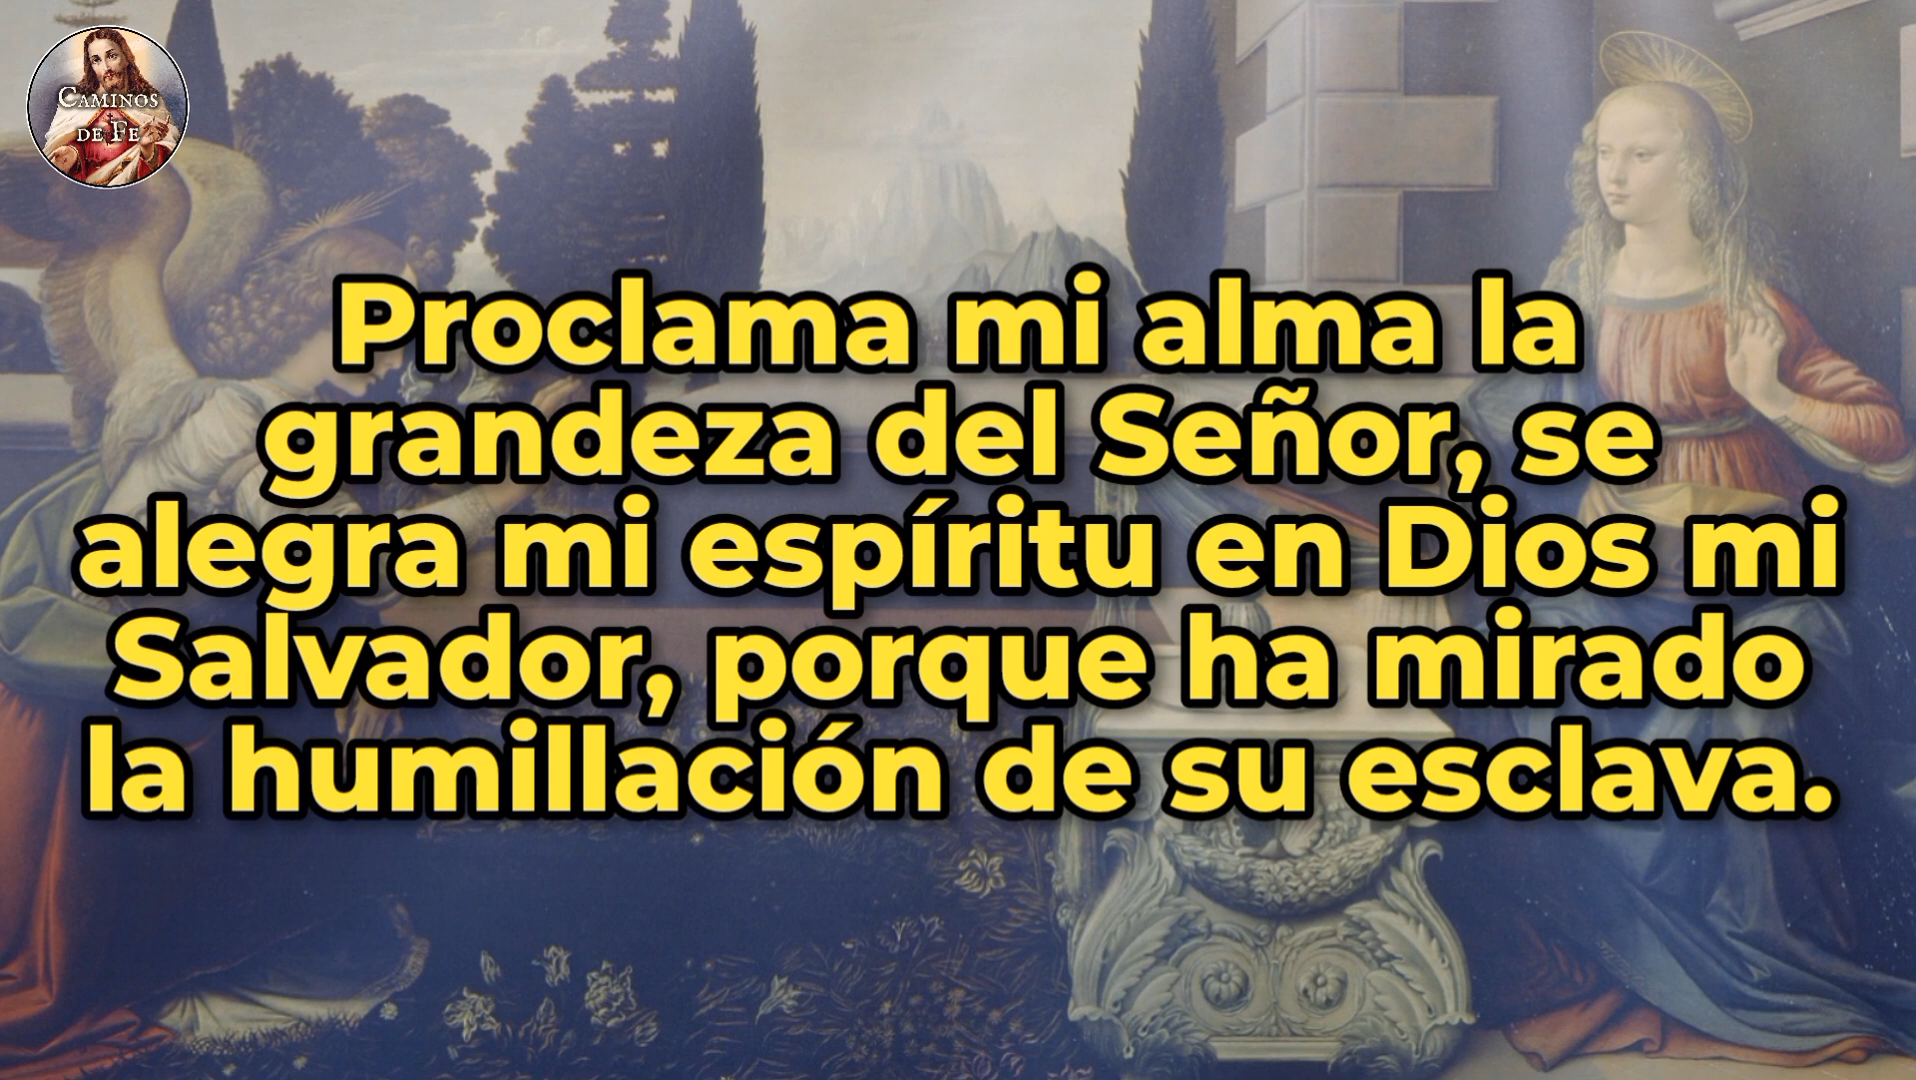 CAMINOS
DE FE
Proclama mi alma la
grandeza del Señor, se
alegra mi espíritu en Dios mi
Salvador, porque ha mirado
la humillación de su esclava.